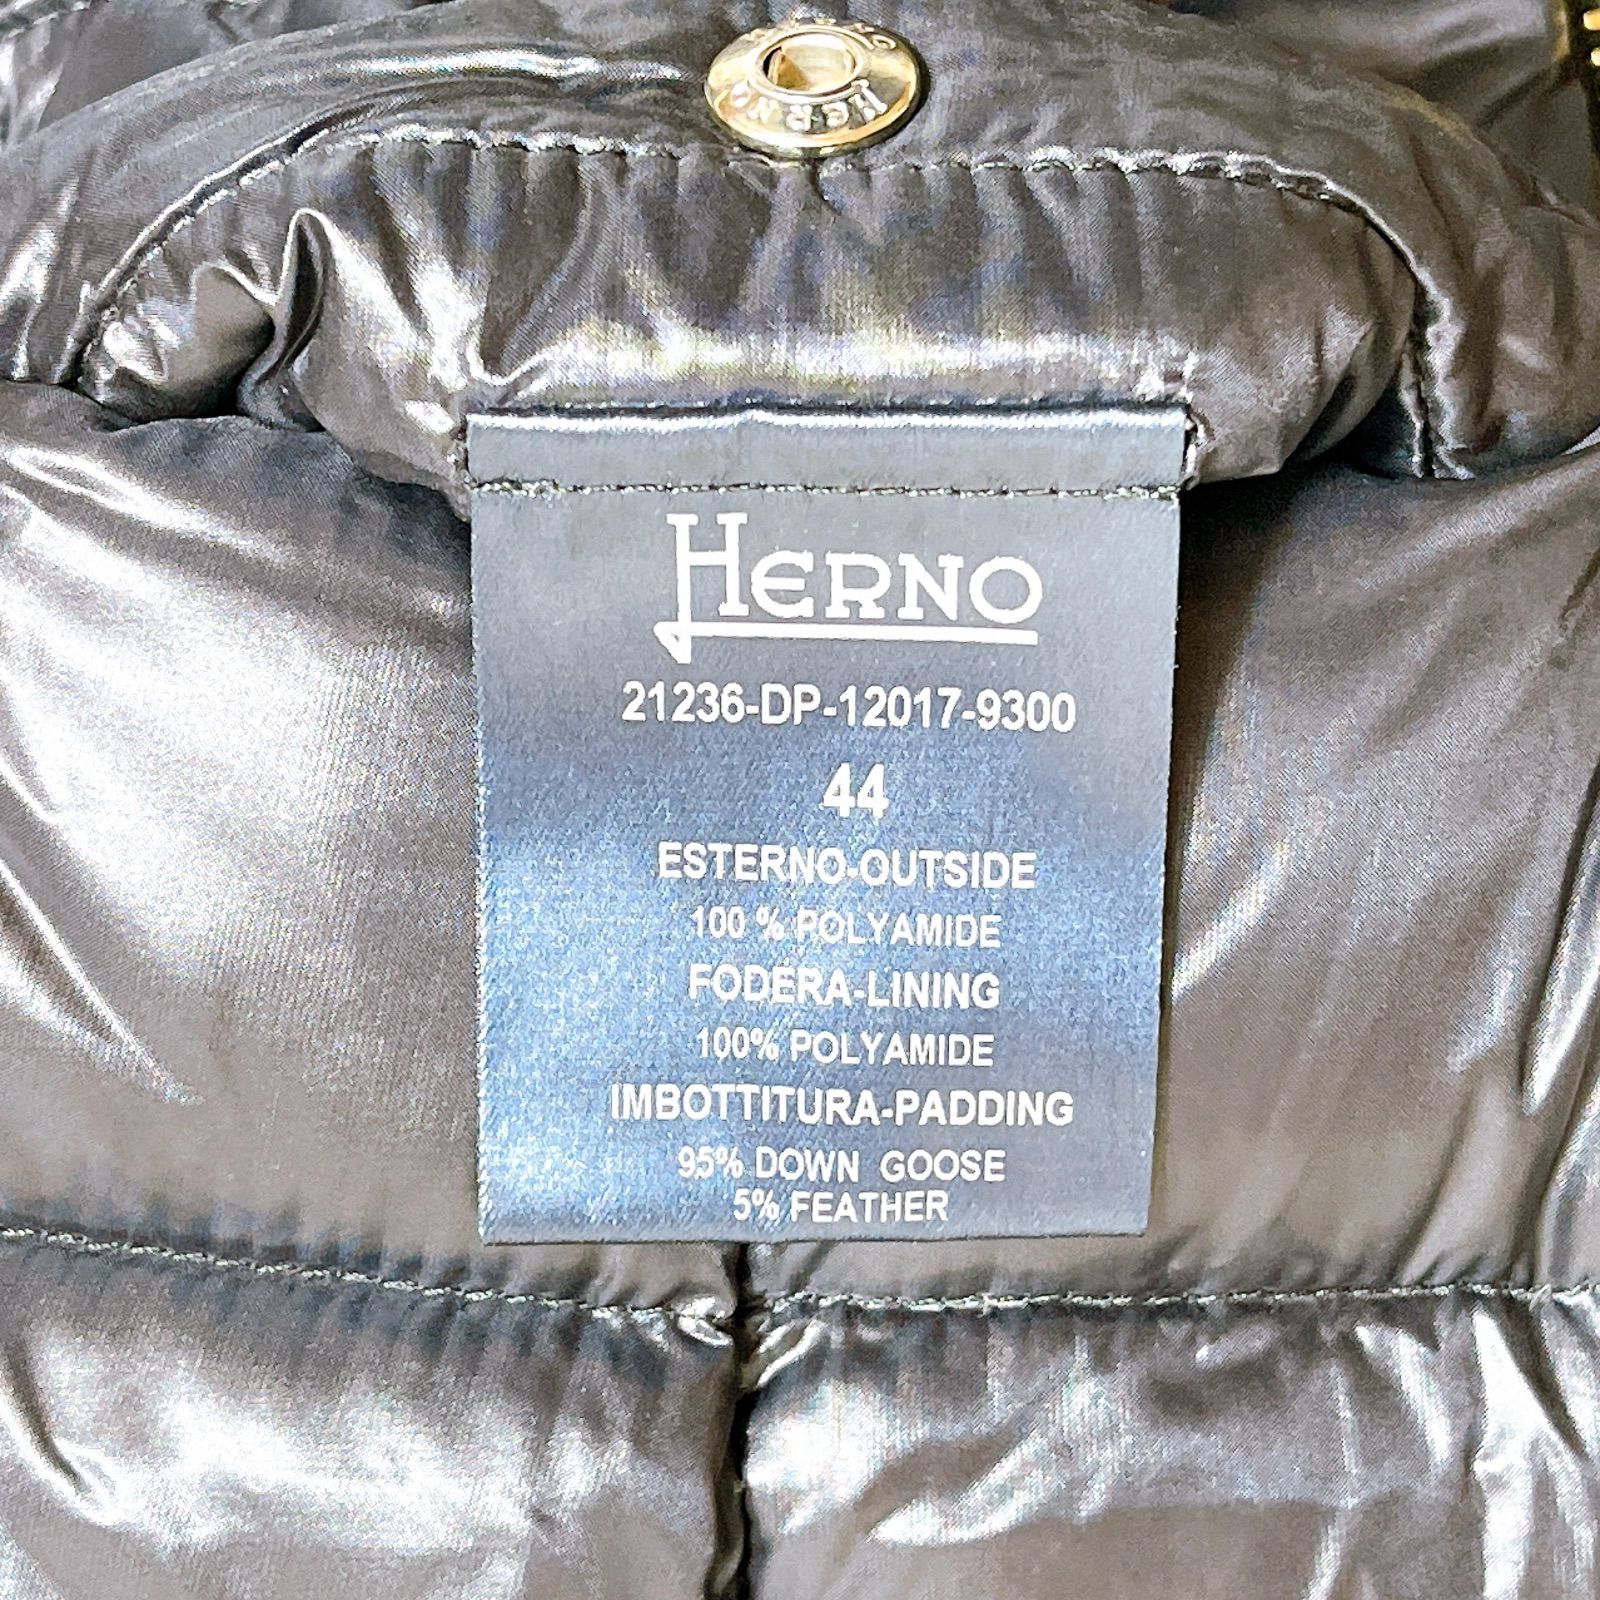 HERNO
HERNO
21236-DP-12017-9300
44
ESTERNO-OUTSIDE
100 % POLYAMIDE
FODERA-LINING
100% POLYAMIDE
IMBOTTITURA-PADDING
95% DOWN GOOSE
5% FEATHER